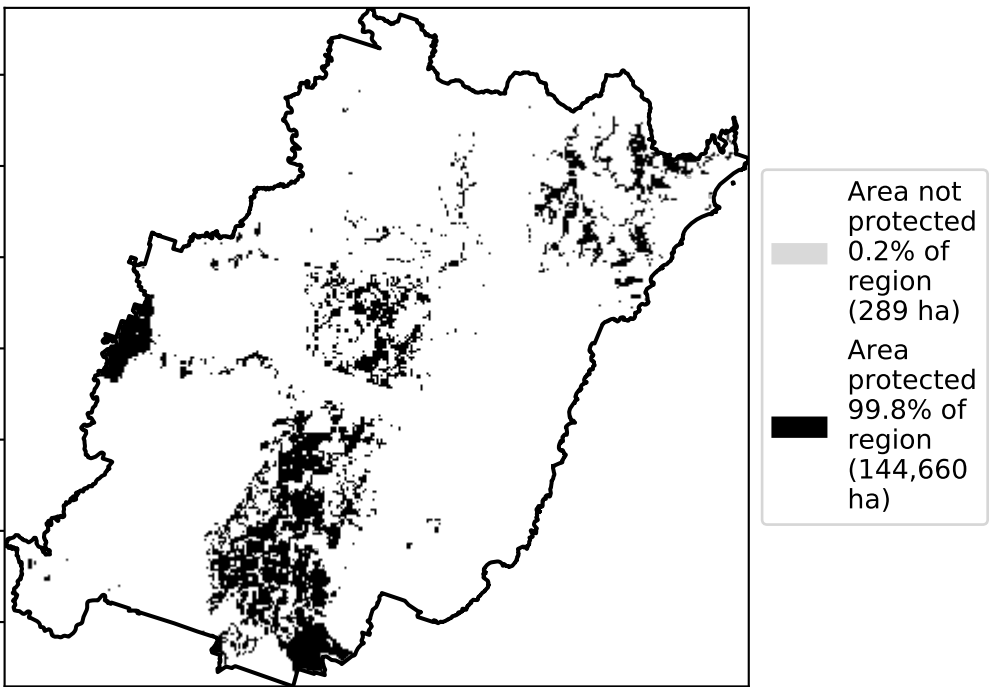 Area not
protected
0.2% of
region
(289 ha)
Area
protected
99.8% of
region
(144,660
ha)